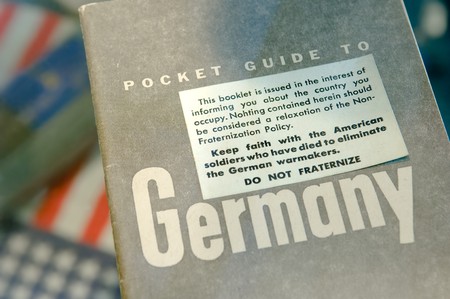 POCKET GUIDE TO
This booklet is issued in the interest of
informing you about the country you
occupy. Nohting contained herein should
be considered a relaxation of the Non-
Fraternization Policy.
Keep faith with the American
soldiers who have died to eliminate
the German warmakers.
DO NOT FRATERNIZE
Germany